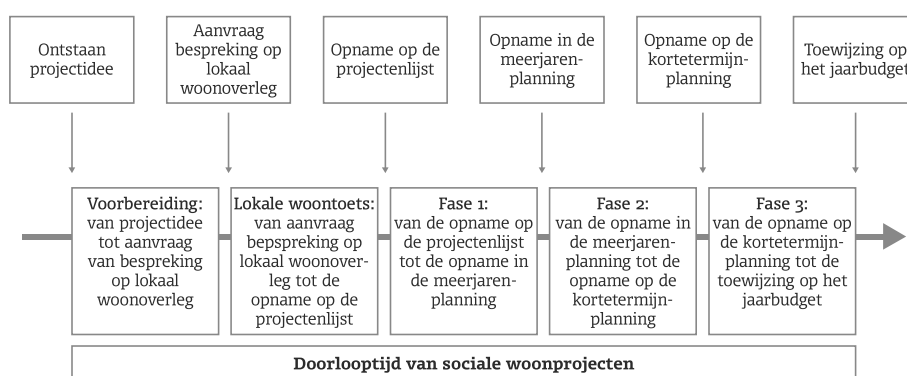 Ontstaan
projectidee
Aanvraag
bespreking op
lokaal
woonoverleg
Opname op de
projectenlijst
Opname in de
meerjaren-
planning
Opname op de
kortetermijn-
planning
Toewijzing op
het jaarbudget
Voorbereiding:
van projectidee
tot aanvraag
van bespreking
op lokaal
woonoverleg
Lokale woontoets:
van aanvraag
bepspreking op
lokaal woonover-
leg tot de
opname op de
projectenlijst
Fase 1:
van de opname op
de projectenlijst
tot de opname in
de meerjaren-
planning
Fase 2:
van de opname in
de meerjaren-
planning tot de
opname op de
kortetermijn-
planning
Fase 3:
van de opname op
de kortetermijn-
planning tot de
toewijzing op het
jaarbudget
Doorlooptijd van sociale woonprojecten